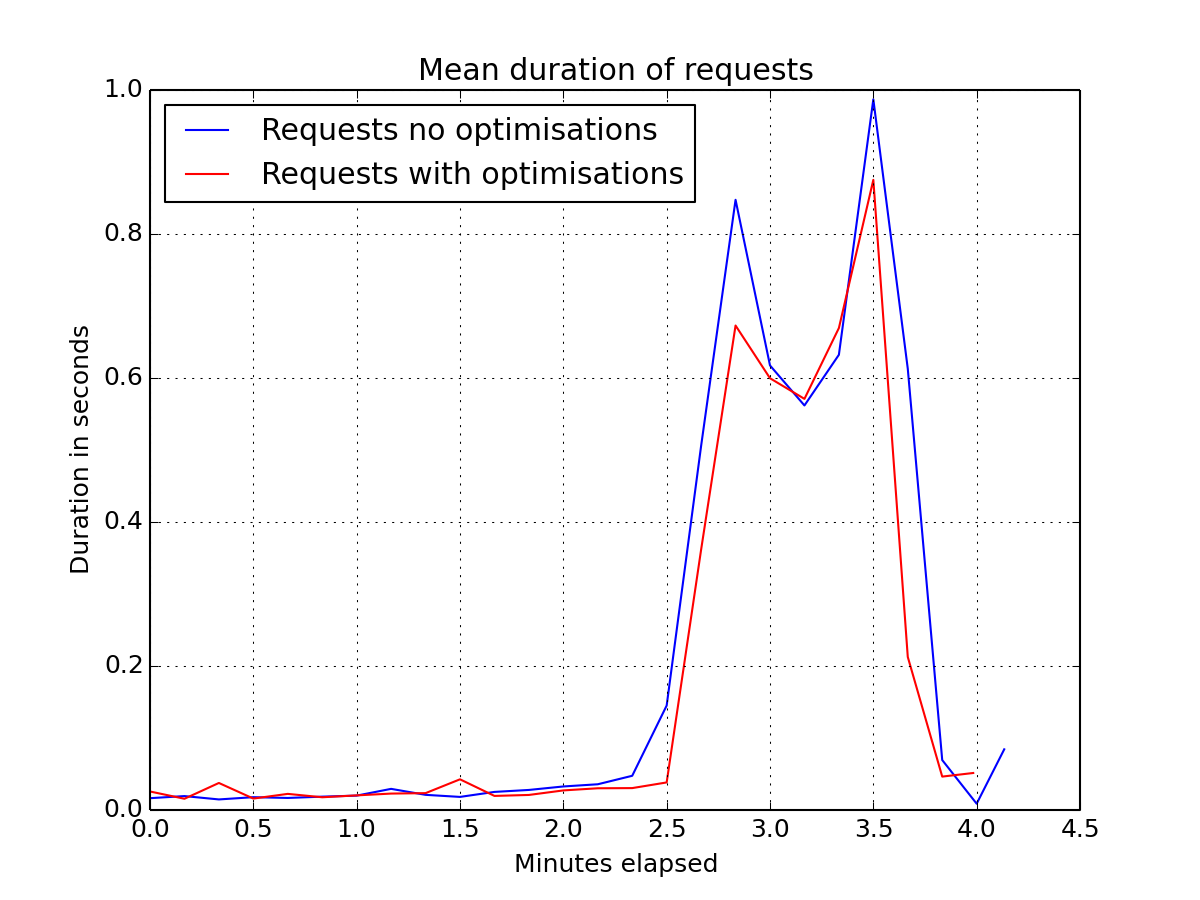 Mean duration of requests
Requests no optimisations
Requests with optimisations
1.0
0.8
0.6
0.4
0.2
0.0
Duration in seconds
0.0 0.5 1.0 1.5 2.0 2.5 3.0 3.5 4.0 4.5
Minutes elapsed